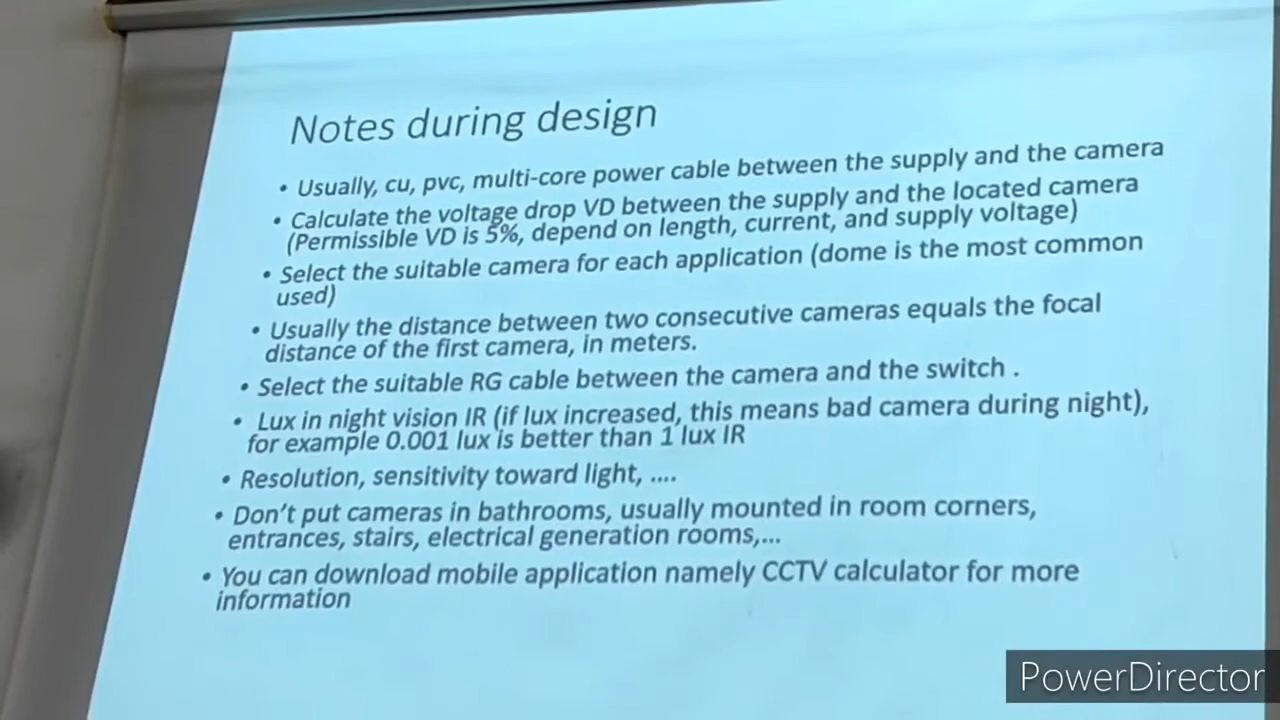 Notes during design
• Usually, cu, pvc, multi-core power cable between the supply and the camera
• Calculate the voltage drop VD between the supply and the located camera
(Permissible VD is 5%, depend on length, current, and supply voltage)
• Select the suitable camera for each application (dome is the most common
used)
• Usually the distance between two consecutive cameras equals the focal
distance of the first camera, in meters.
• Select the suitable RG cable between the camera and the switch .
• Lux in night vision IR (if lux increased, this means bad camera during night),
for example 0.001 lux is better than 1 lux IR
• Resolution, sensitivity toward light, ....
• Don't put cameras in bathrooms, usually mounted in room corners,
entrances, stairs, electrical generation rooms,...
• You can download mobile application namely CCTV calculator for more
information
PowerDirector